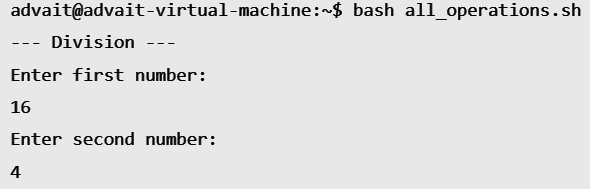 advait@advait-virtual-machine:~$ bash all_operations.sh
--- Division ---
Enter first number:
16
Enter second number:
4